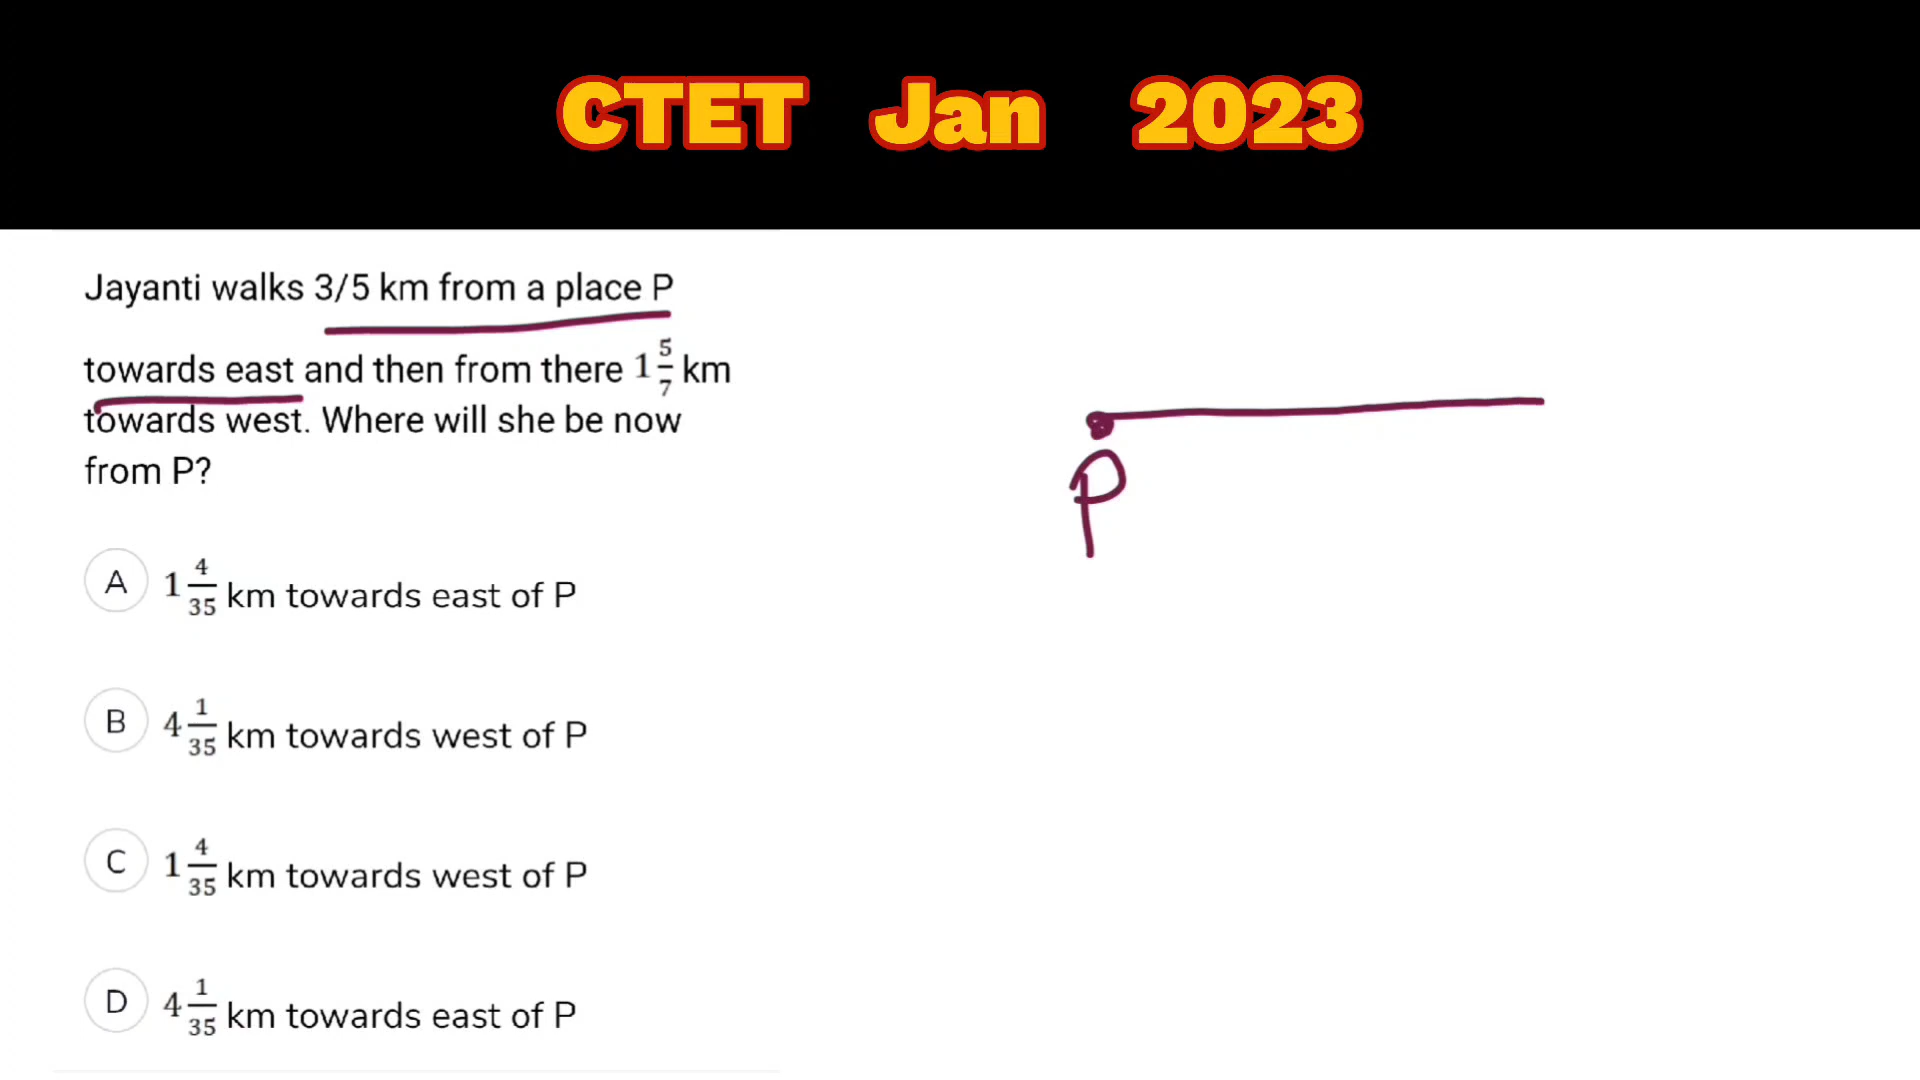 CTET Jan 2023
Jayanti walks 3/5 km from a place P
towards east and then from there 1 5/7 km
towards west. Where will she be now
from P?
A 1 4/35 km towards east of P
B 4 1/35 km towards west of P
C 1 4/35 km towards west of P
D 4 1/35 km towards east of P
P